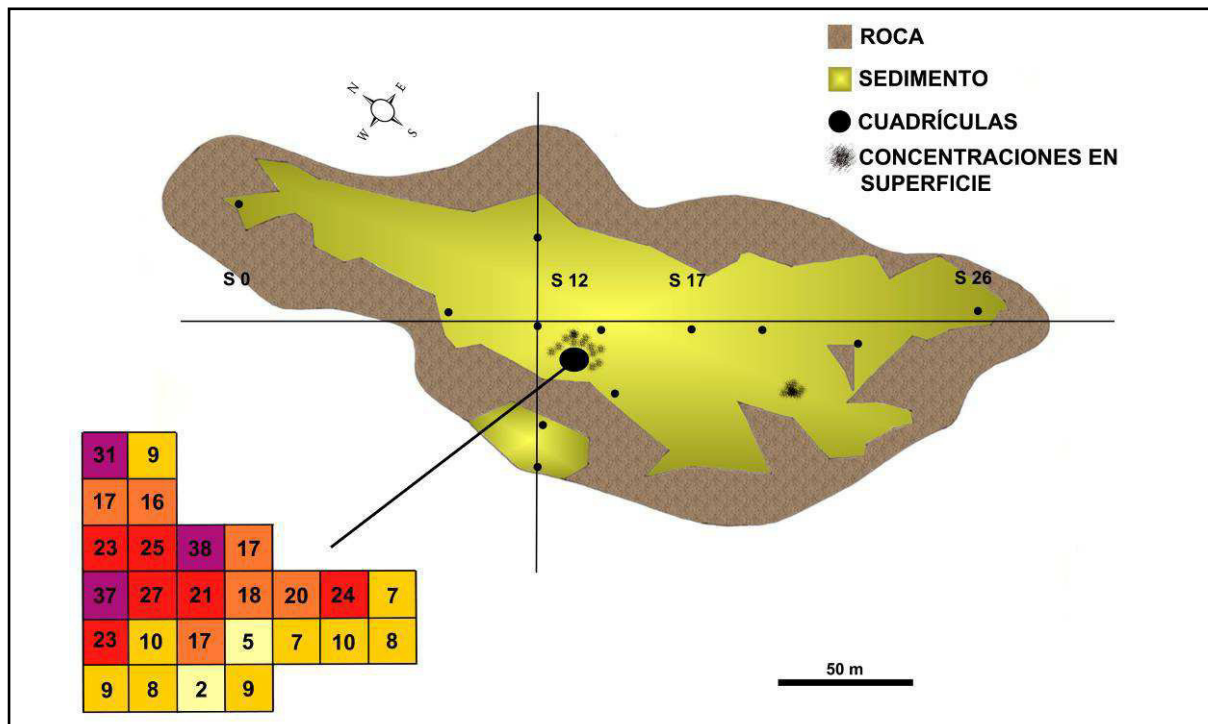 ROCA
SEDIMENTO
CUADRÍCULAS
CONCENTRACIONES EN
SUPERFICIE
N E
W S
S 0 S 12 S 17 S 26
31 9
17 16
23 25 38 17
37 27 21 18 20 24 7
23 10 17 5 7 10 8
9 8 2 9
50 m